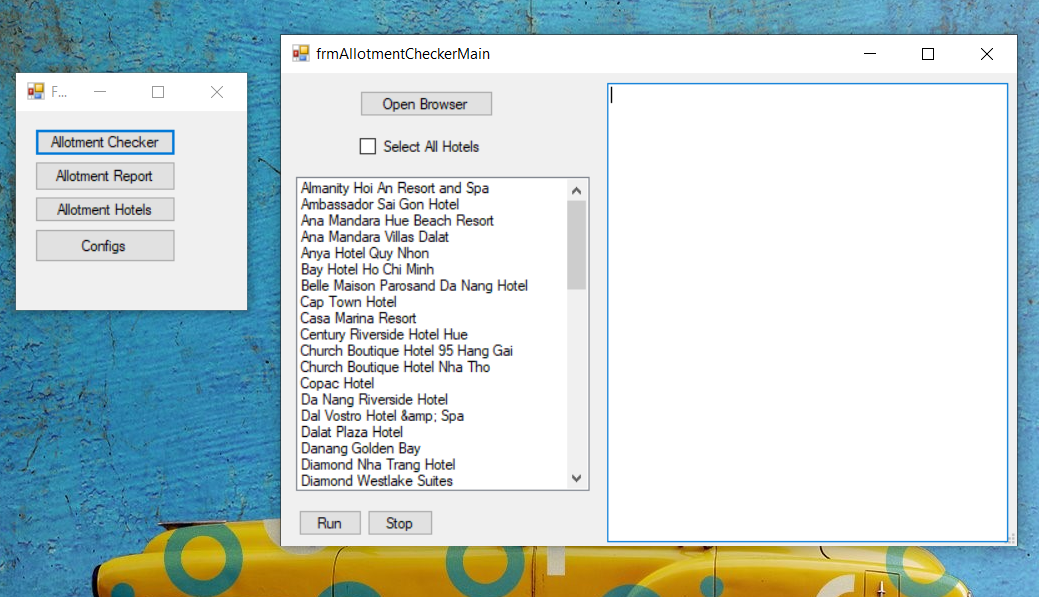 F...
Allotment Checker
Allotment Report
Allotment Hotels
Configs
frmAllotmentCheckerMain
Open Browser
Select All Hotels
Almanity Hoi An Resort and Spa
Ambassador Sai Gon Hotel
Ana Mandara Hue Beach Resort
Ana Mandara Villas Dalat
Anya Hotel Quy Nhon
Bay Hotel Ho Chi Minh
Belle Maison Parosand Da Nang Hotel
Cap Town Hotel
Casa Marina Resort
Century Riverside Hotel Hue
Church Boutique Hotel 95 Hang Gai
Church Boutique Hotel Nha Tho
Copac Hotel
Da Nang Riverside Hotel
Dal Vostro Hotel &amp; Spa
Dalat Plaza Hotel
Danang Golden Bay
Diamond Nha Trang Hotel
Diamond Westlake Suites
Run
Stop